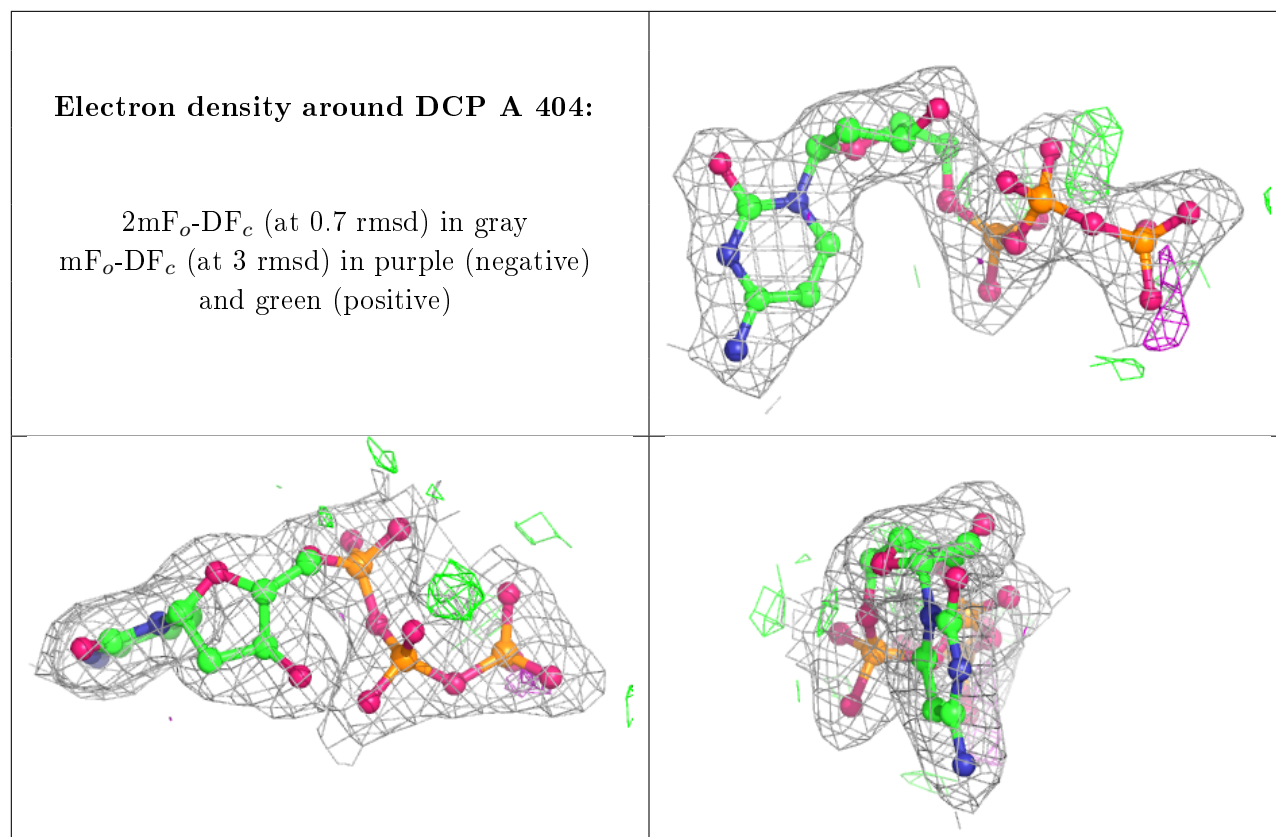 Electron density around DCP A 404:
2mFₒ-DF𝒸 (at 0.7 rmsd) in gray
mFₒ-DF𝒸 (at 3 rmsd) in purple (negative)
and green (positive)